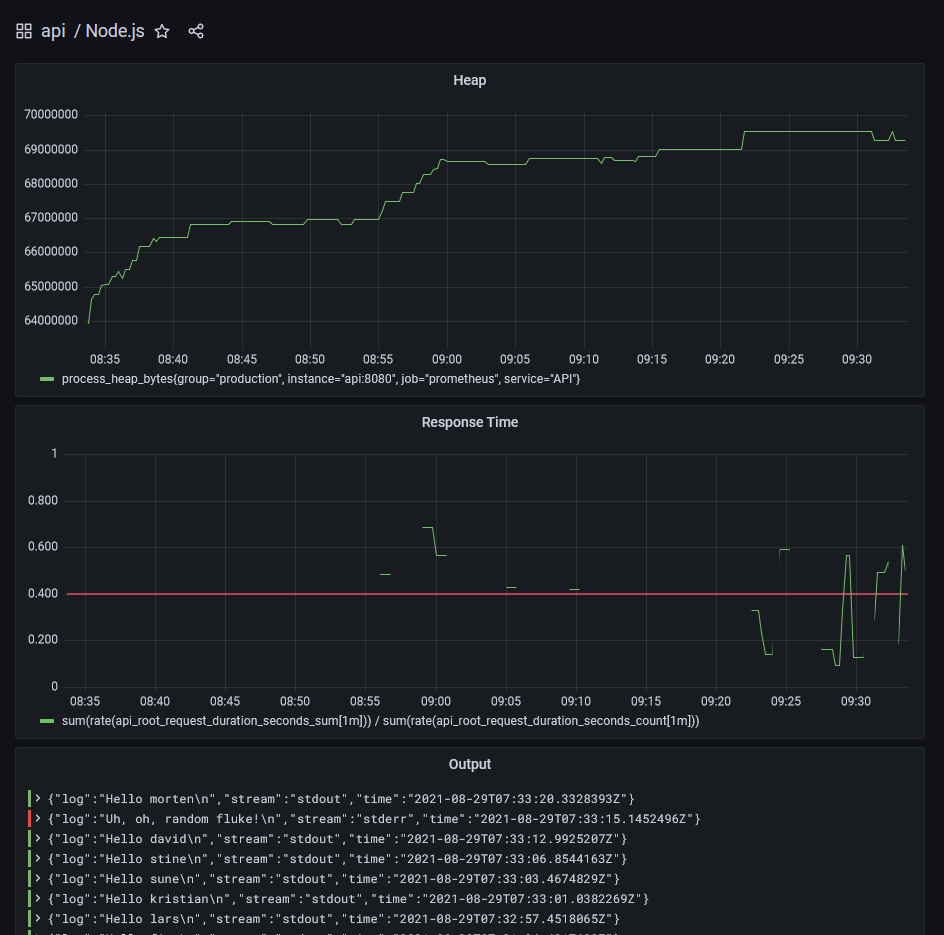 api / Node.js
Heap
70000000
69000000
68000000
67000000
66000000
65000000
64000000
08:35 08:40 08:45 08:50 08:55 09:00 09:05 09:10 09:15 09:20 09:25 09:30
process_heap_bytes{group="production", instance="api:8080", job="prometheus", service="API"}
Response Time
1
0.800
0.600
0.400
0.200
0
08:35 08:40 08:45 08:50 08:55 09:00 09:05 09:10 09:15 09:20 09:25 09:30
sum(rate(api_root_request_duration_seconds_sum[1m])) / sum(rate(api_root_request_duration_seconds_count[1m]))
Output
{"log":"Hello morten\n","stream":"stdout","time":"2021-08-29T07:33:20.3328393Z"}
{"log":"Uh, oh, random fluke!\n","stream":"stderr","time":"2021-08-29T07:33:15.1452496Z"}
{"log":"Hello david\n","stream":"stdout","time":"2021-08-29T07:33:12.9925207Z"}
{"log":"Hello stine\n","stream":"stdout","time":"2021-08-29T07:33:06.8544163Z"}
{"log":"Hello sune\n","stream":"stdout","time":"2021-08-29T07:33:03.4674829Z"}
{"log":"Hello kristian\n","stream":"stdout","time":"2021-08-29T07:33:01.0382269Z"}
{"log":"Hello lars\n","stream":"stdout","time":"2021-08-29T07:32:57.4518065Z"}